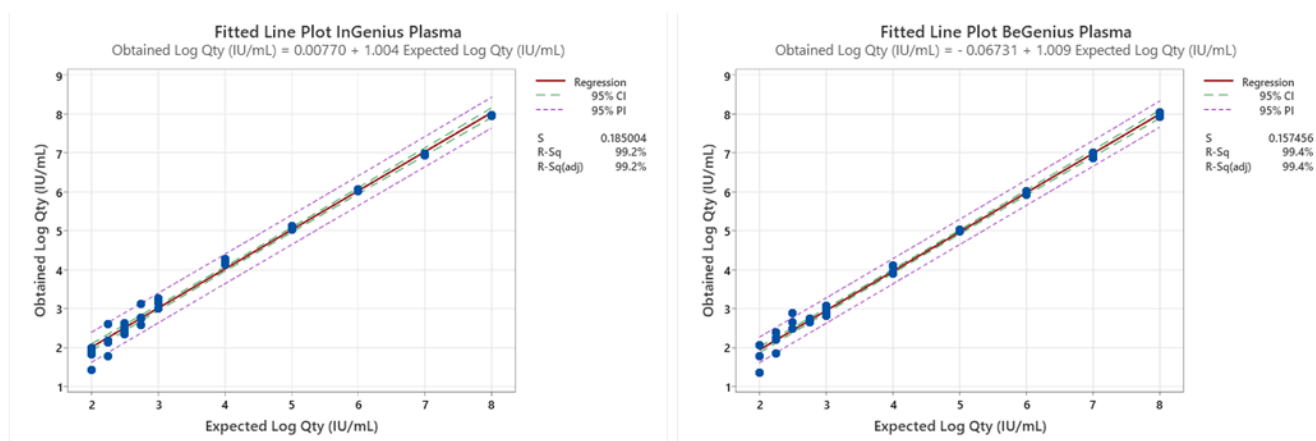 Fitted Line Plot InGenius Plasma
Obtained Log Qty (IU/mL) = 0.00770 + 1.004 Expected Log Qty (IU/mL)
Obtained Log Qty (IU/mL)
9
8
7
6
5
4
3
2
1
2 3 4 5 6 7 8
Expected Log Qty (IU/mL)
Regression
95% CI
95% PI
S 0.185004
R-Sq 99.2%
R-Sq(adj) 99.2%
Fitted Line Plot BeGenius Plasma
Obtained Log Qty (IU/mL) = - 0.06731 + 1.009 Expected Log Qty (IU/mL)
Obtained Log Qty (IU/mL)
9
8
7
6
5
4
3
2
1
2 3 4 5 6 7 8
Expected Log Qty (IU/mL)
Regression
95% CI
95% PI
S 0.157456
R-Sq 99.4%
R-Sq(adj) 99.4%